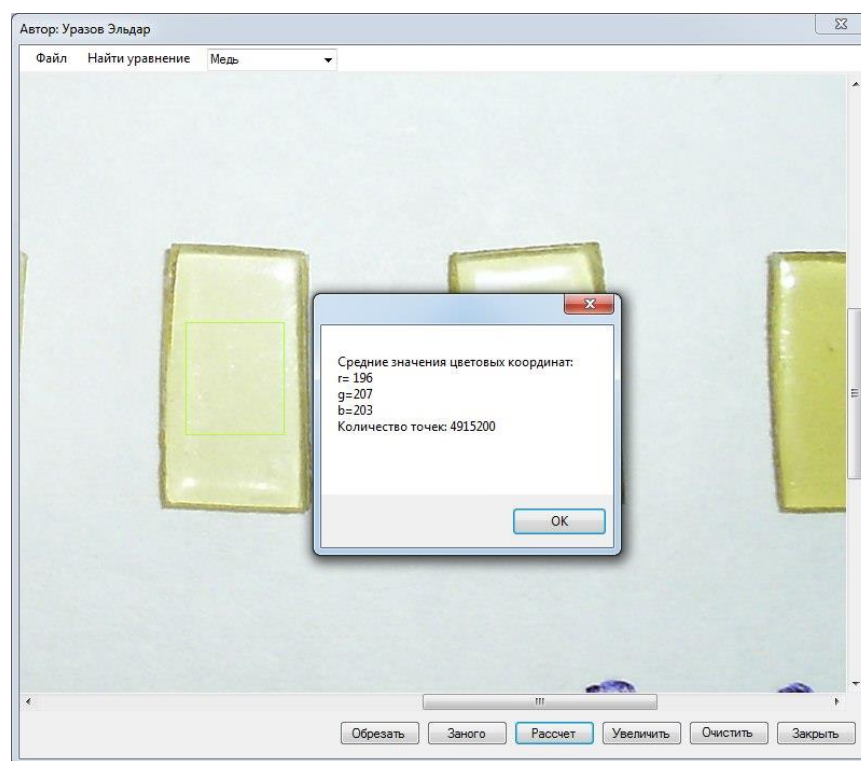 Автор: Уразов Эльдар
Файл Найти уравнение Медь
Средние значения цветовых координат:
r= 196
g=207
b=203
Количество точек: 4915200
OK
Обрезать Заного Рассчет Увеличить Очистить Закрыть